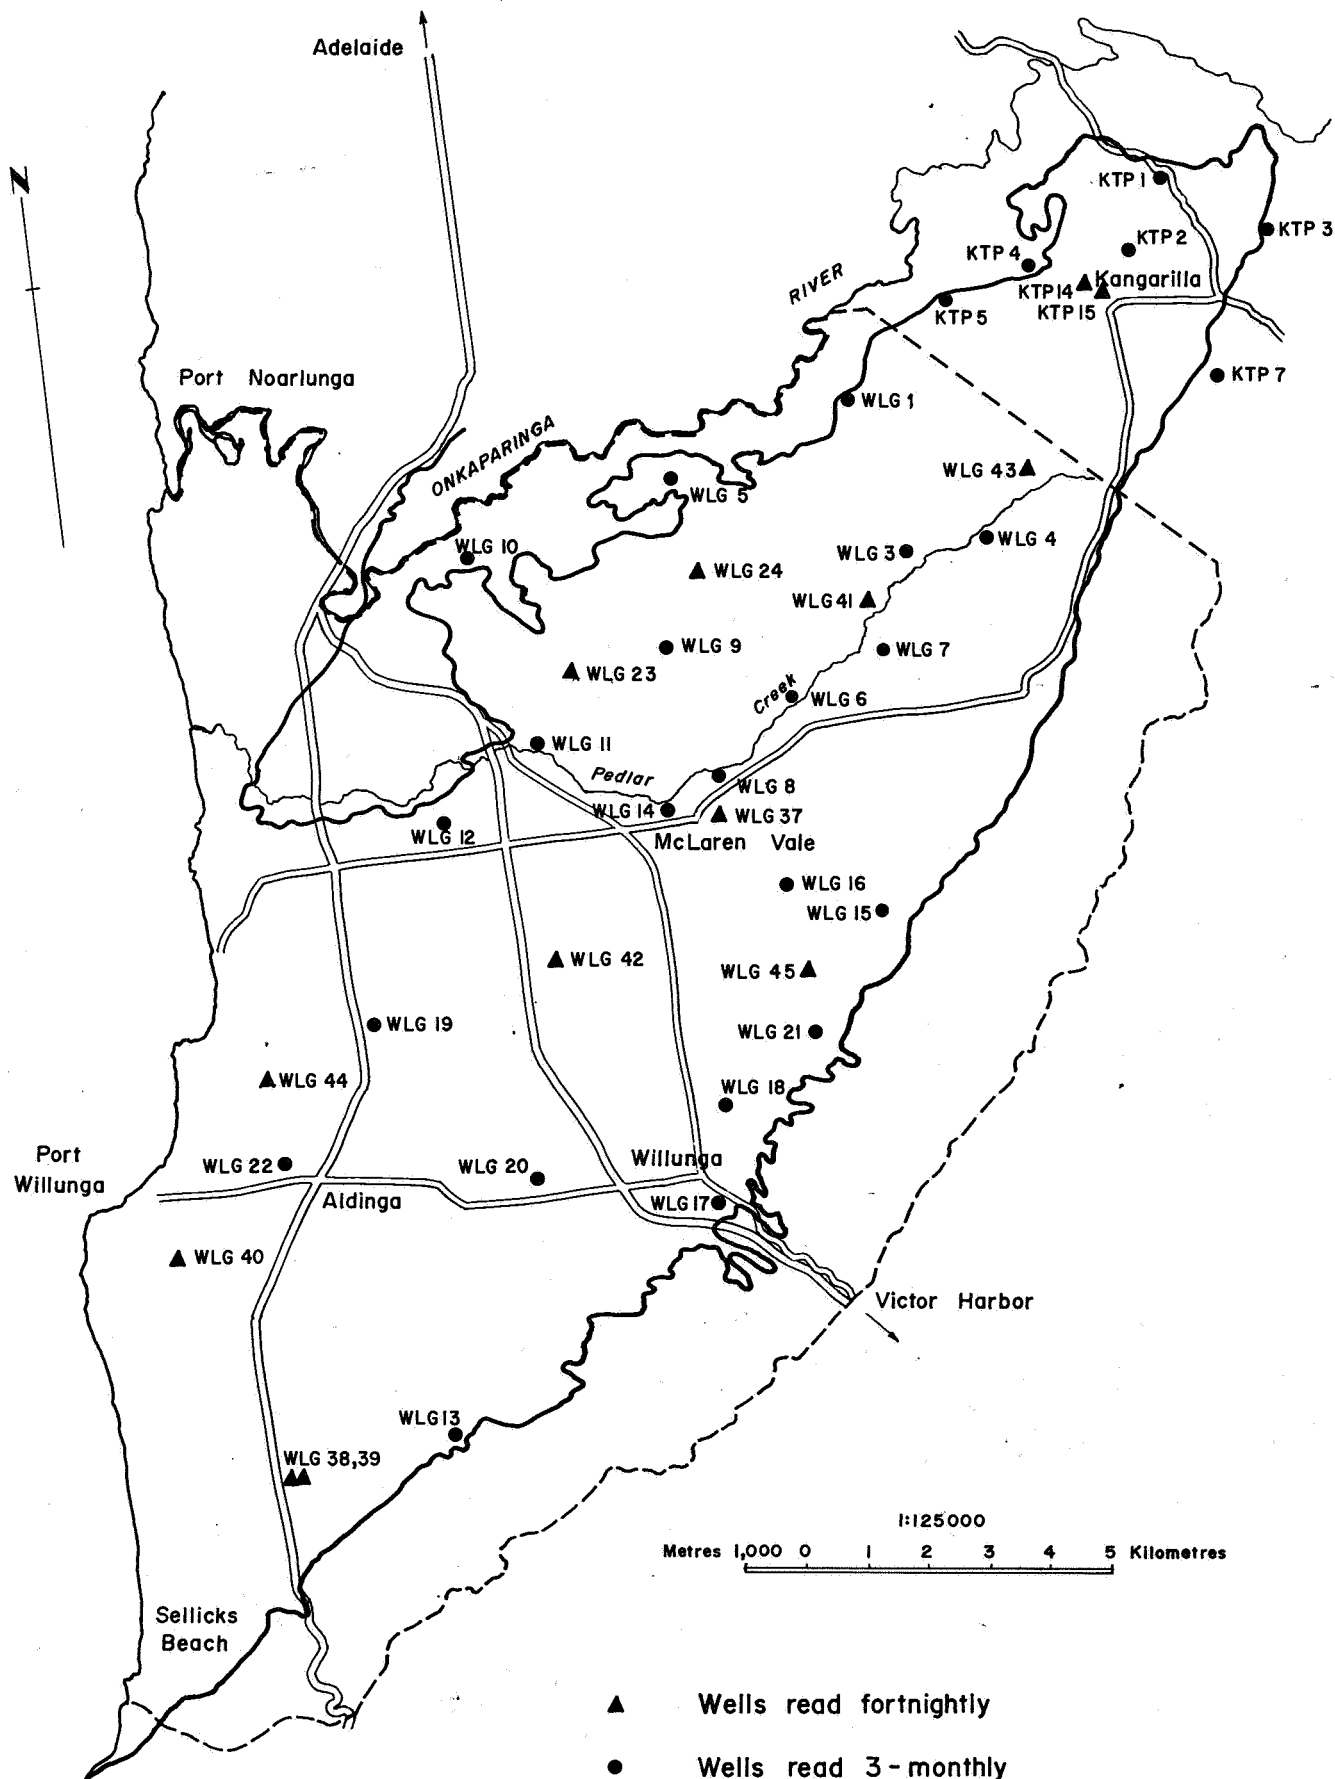 Adelaide
N
KTP 1
KTP 3
KTP 2
KTP 4
Kangarilla
KTP 14
KTP 15
KTP 5
RIVER
KTP 7
Port Noarlunga
WLG 1
ONKAPARINGA
WLG 43
WLG 5
WLG 10
WLG 4
WLG 3
WLG 24
WLG 41
WLG 9
WLG 7
WLG 23
Creek
WLG 6
WLG 11
Pedlar
WLG 8
WLG 14
WLG 37
WLG 12
McLaren Vale
WLG 16
WLG 15
WLG 42
WLG 45
WLG 19
WLG 21
WLG 44
WLG 18
Port
Willunga
WLG 22
WLG 20
Willunga
Aldinga
WLG 17
WLG 40
Victor Harbor
WLG 13
WLG 38,39
1:125000
Metres 1,000 0 1 2 3 4 5 Kilometres
Sellicks
Beach
Wells read fortnightly
Wells read 3-monthly